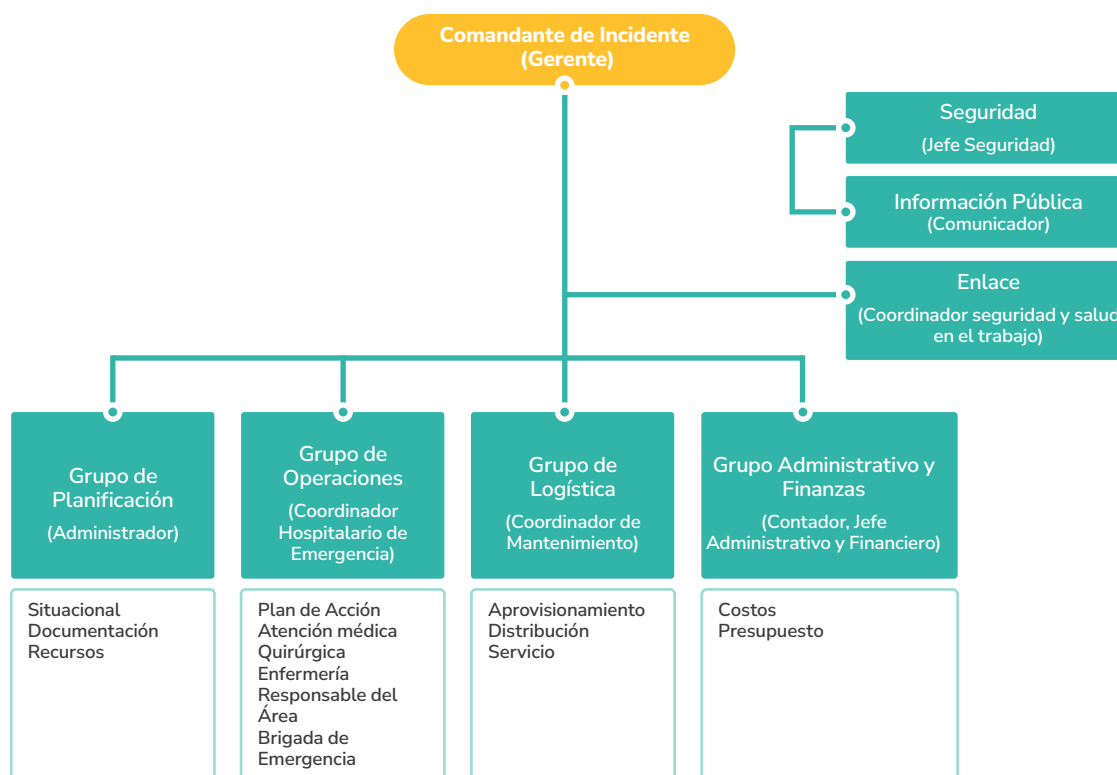 Comandante de Incidente
(Gerente)
Seguridad
(Jefe Seguridad)
Información Pública
(Comunicador)
Enlace
(Coordinador seguridad y salud
en el trabajo)
Grupo de
Planificación
(Administrador)
Grupo de
Operaciones
(Coordinador
Hospitalario de
Emergencia)
Grupo de
Logística
(Coordinador de
Mantenimiento)
Grupo Administrativo y
Finanzas
(Contador, Jefe
Administrativo y Financiero)
Situacional
Documentación
Recursos
Plan de Acción
Atención médica
Quirúrgica
Enfermería
Responsable del
Área
Brigada de
Emergencia
Aprovisionamiento
Distribución
Servicio
Costos
Presupuesto